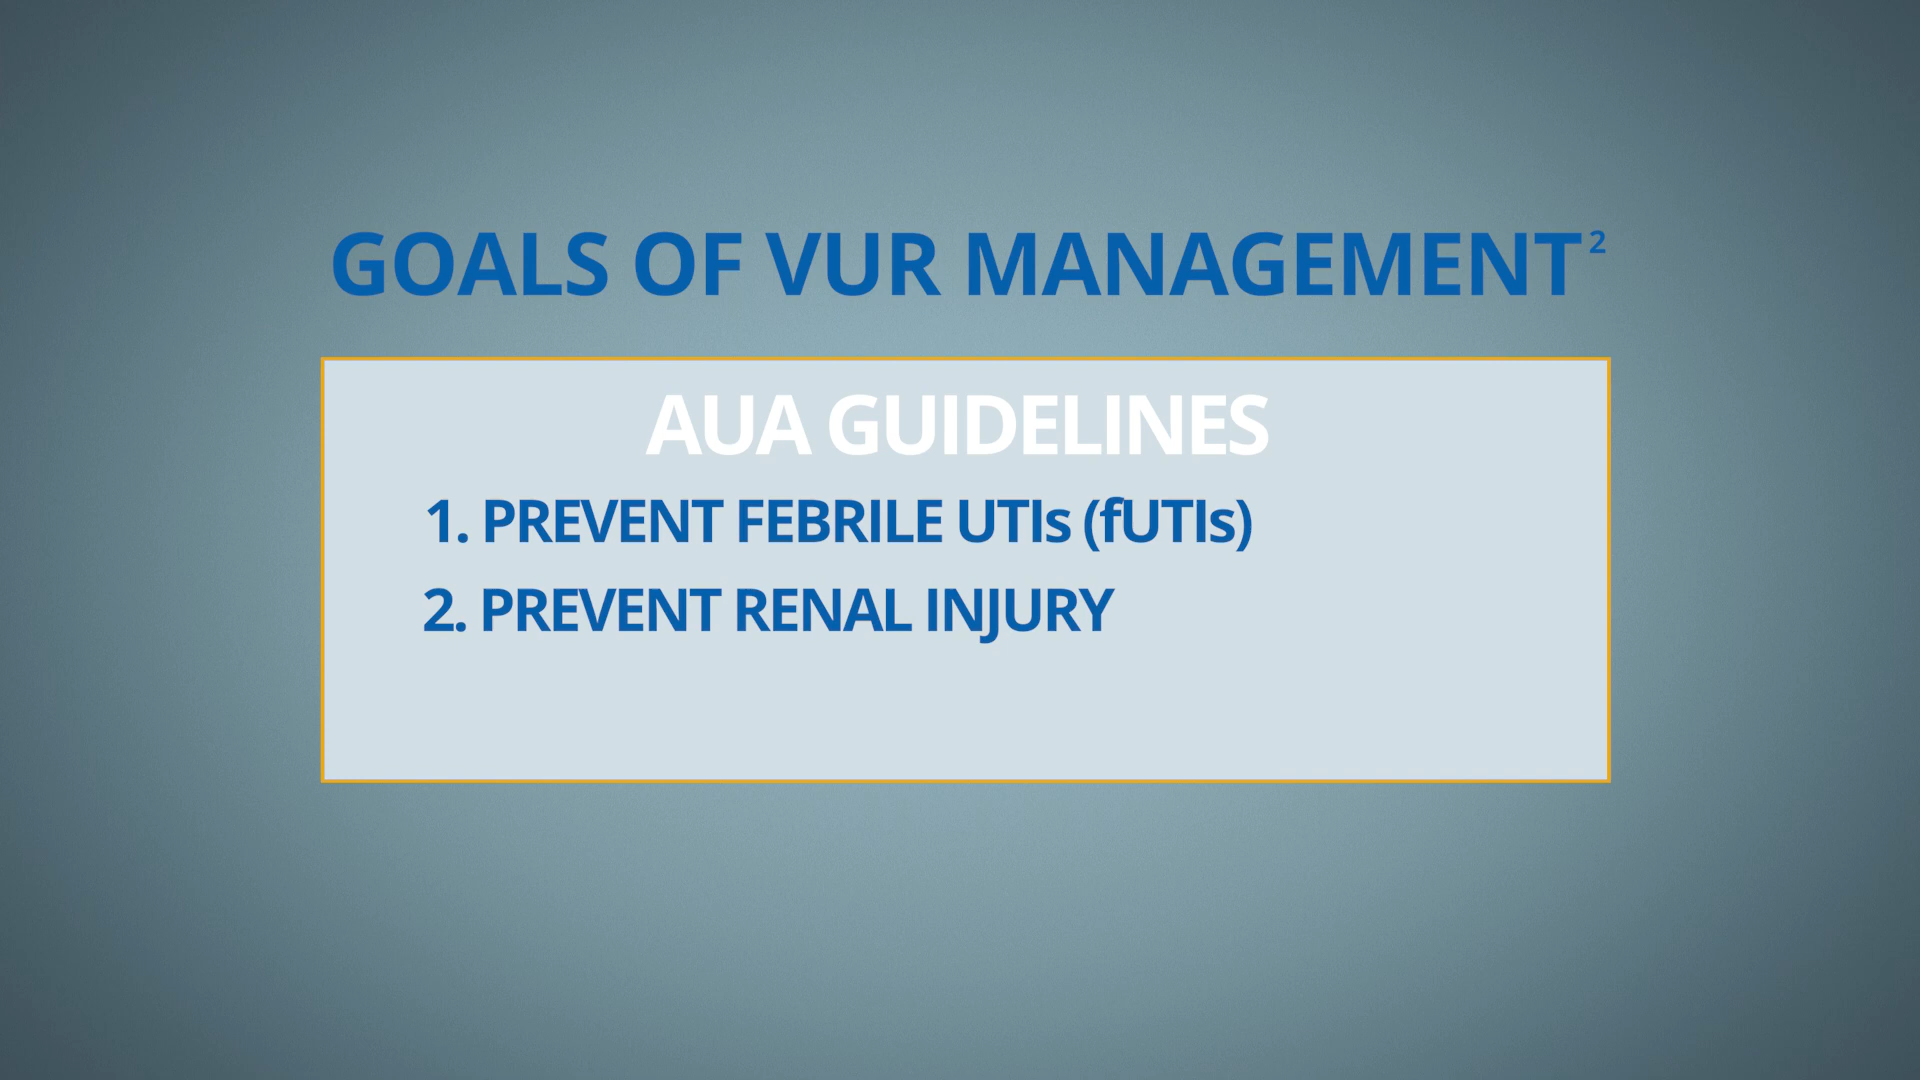 GOALS OF VUR MANAGEMENT²
AUA GUIDELINES
1. PREVENT FEBRILE UTIs (fUTIs)
2. PREVENT RENAL INJURY